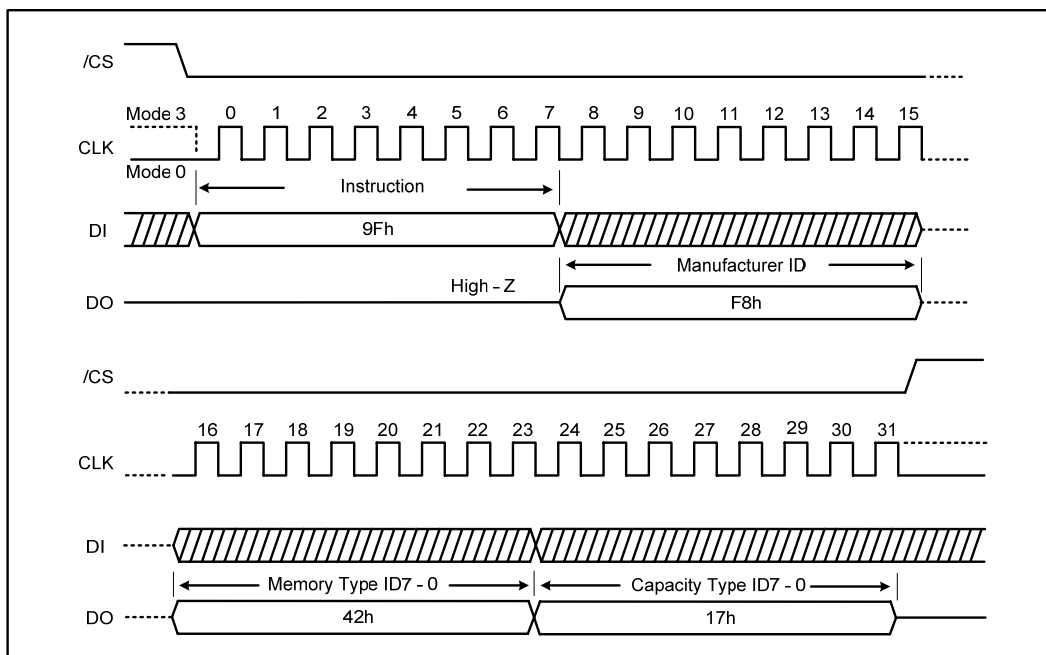 /CS
Mode 3 0 1 2 3 4 5 6 7 8 9 10 11 12 13 14 15
CLK
Mode 0
Instruction
DI 9Fh
Manufacturer ID
High - Z
DO F8h
/CS
16 17 18 19 20 21 22 23 24 25 26 27 28 29 30 31
CLK
DI
Memory Type ID7 - 0 Capacity Type ID7 - 0
DO 42h 17h